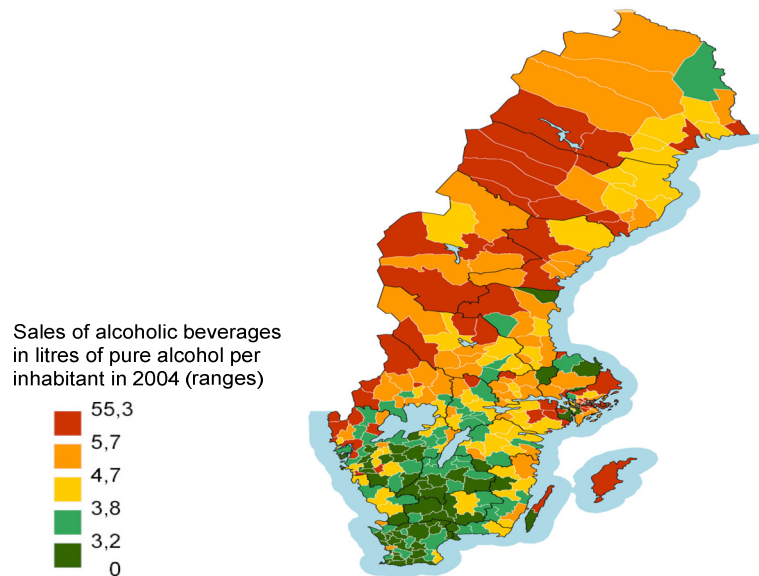 Sales of alcoholic beverages
in litres of pure alcohol per
inhabitant in 2004 (ranges)
55,3
5,7
4,7
3,8
3,2
0